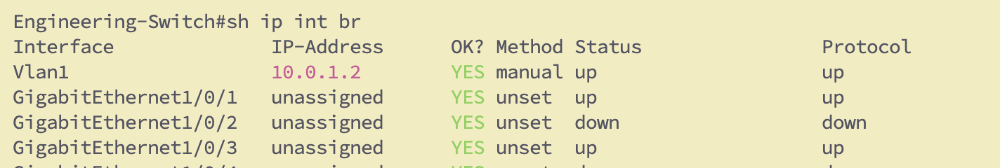 Engineering-Switch#sh ip int br
Interface              IP-Address      OK? Method Status                Protocol
Vlan1                  10.0.1.2        YES manual up                    up
GigabitEthernet1/0/1   unassigned      YES unset  up                    up
GigabitEthernet1/0/2   unassigned      YES unset  down                  down
GigabitEthernet1/0/3   unassigned      YES unset  up                    up